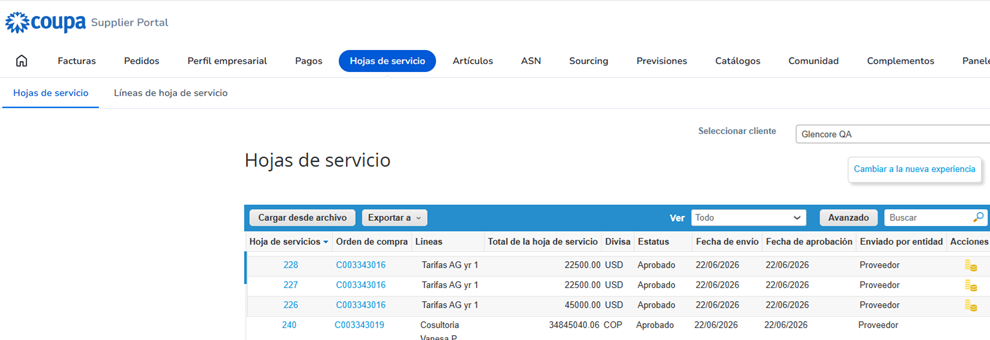 coupa Supplier Portal
Facturas Pedidos Perfil empresarial Pagos Hojas de servicio Artículos ASN Sourcing Previsiones Catálogos Comunidad Complementos Panele
Hojas de servicio Líneas de hoja de servicio
Seleccionar cliente Glencore QA
Hojas de servicio
Cambiar a la nueva experiencia
Cargar desde archivo Exportar a Ver Todo Avanzado Buscar
Hoja de servicios Orden de compra Líneas Total de la hoja de servicio Divisa Estatus Fecha de envío Fecha de aprobación Enviado por entidad Acciones
228 C003343016 Tarifas AG yr 1 22500.00 USD Aprobado 22/06/2026 22/06/2026 Proveedor
227 C003343016 Tarifas AG yr 1 22500.00 USD Aprobado 22/06/2026 22/06/2026 Proveedor
226 C003343016 Tarifas AG yr 1 45000.00 USD Aprobado 22/06/2026 22/06/2026 Proveedor
240 C003343019 Cosultoria 34845040.06 COP Aprobado 22/06/2026 22/06/2026 Proveedor
Vanesa P